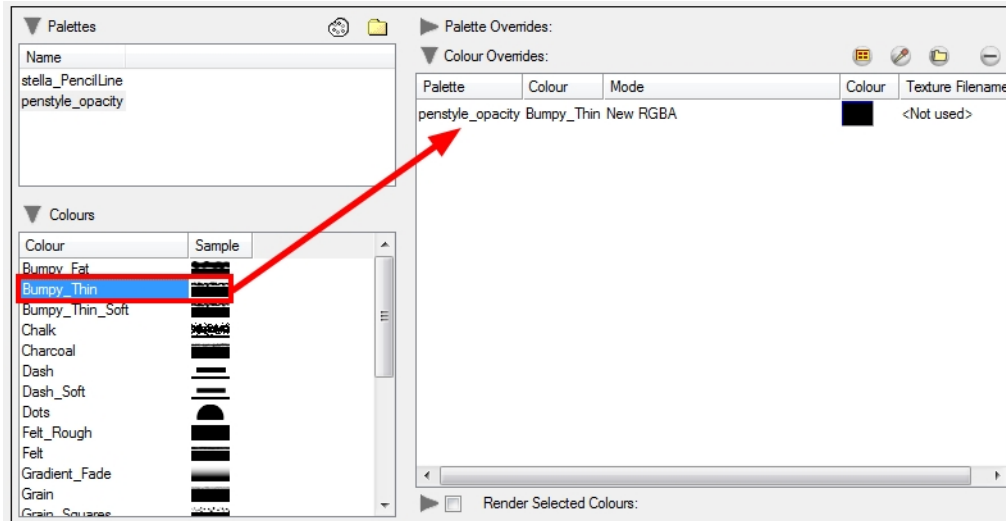 Palettes
Name
stella_PencilLine
penstyle_opacity
Colours
Colour Sample
Bumpy_Fat
Bumpy_Thin
Bumpy_Thin_Soft
Chalk
Charcoal
Dash
Dash_Soft
Dots
Felt_Rough
Felt
Gradient_Fade
Grain
Grain_Squares
Palette Overrides:
Colour Overrides:
Palette Colour Mode Colour Texture Filename
penstyle_opacity Bumpy_Thin New RGBA <Not used>
Render Selected Colours: